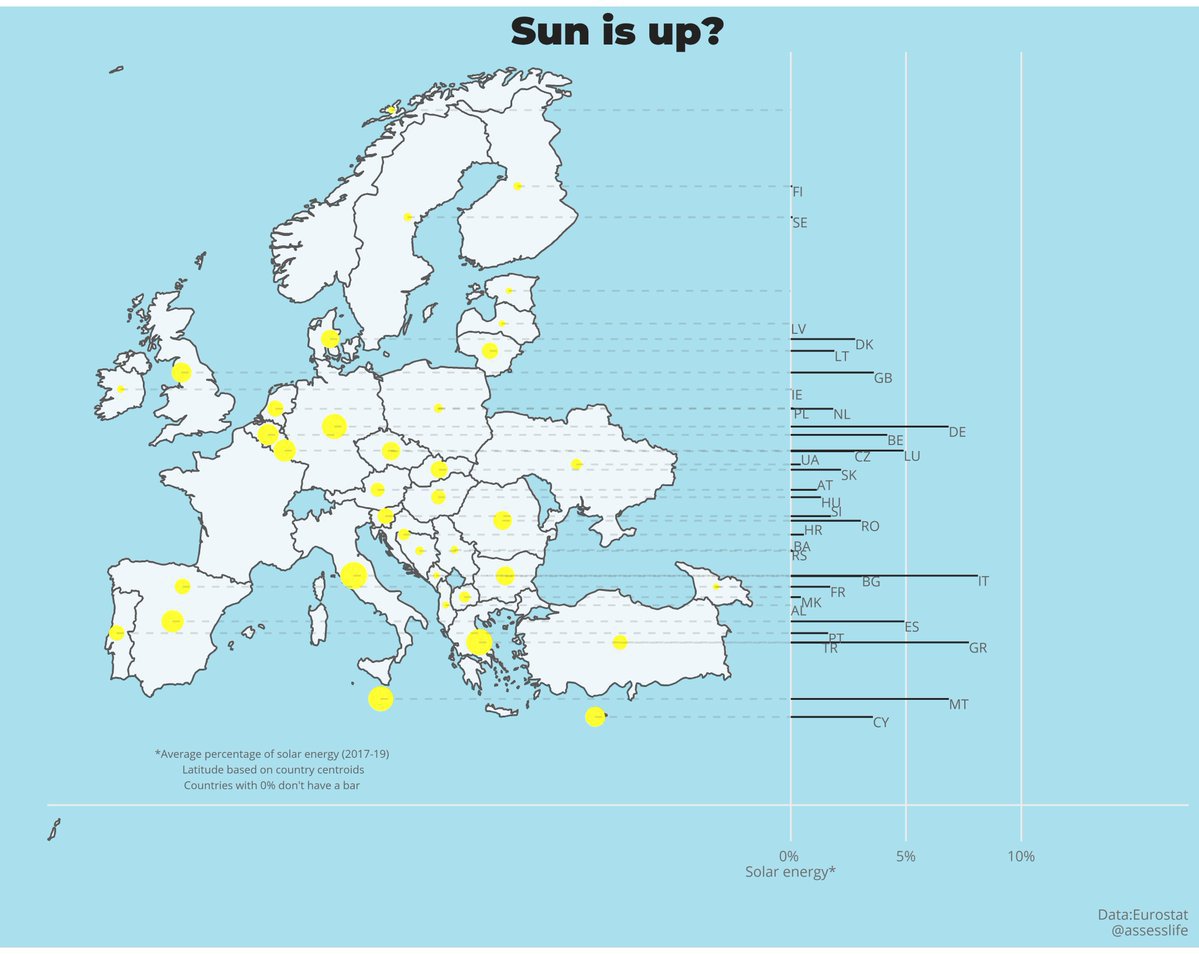 Sun is up?
FI
SE
LV
DK
LT
GB
IE
PL
NL
DE
BE
CZ
LU
UA
SK
AT
HU
SI
RO
HR
BA
RS
BG
IT
FR
MK
AL
ES
PT
TR
GR
MT
CY
*Average percentage of solar energy (2017-19)
Latitude based on country centroids
Countries with 0% don't have a bar
0%
5%
10%
Solar energy*
Data:Eurostat
@assesslife